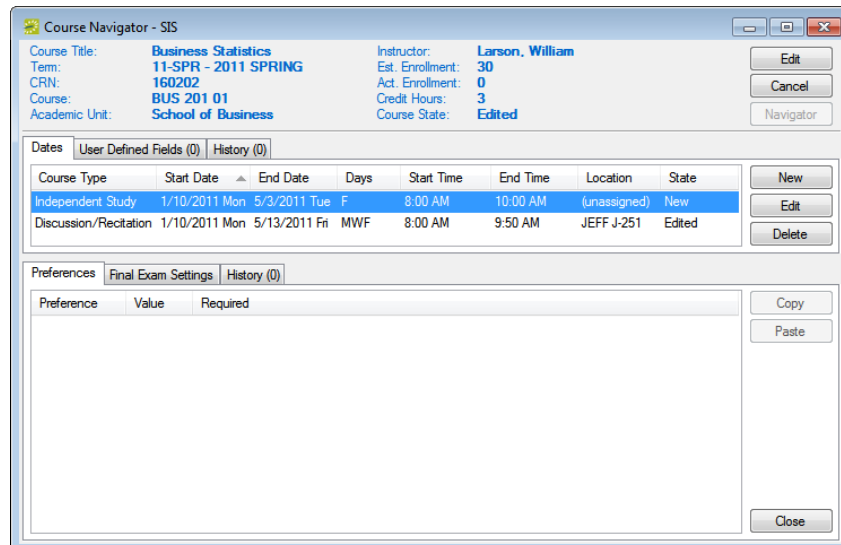 Course Navigator - SIS
Course Title: Business Statistics Instructor: Larson, William Edit
Term: 11-SPR - 2011 SPRING Est. Enrollment: 30
CRN: 160202 Act. Enrollment: 0 Cancel
Course: BUS 201 01 Credit Hours: 3
Academic Unit: School of Business Course State: Edited Navigator
Dates User Defined Fields (0) History (0)
Course Type Start Date End Date Days Start Time End Time Location State New
Independent Study 1/10/2011 Mon 5/3/2011 Tue F 8:00 AM 10:00 AM (unassigned) New Edit
Discussion/Recitation 1/10/2011 Mon 5/13/2011 Fri MWF 8:00 AM 9:50 AM JEFF J-251 Edited
Delete
Preferences Final Exam Settings History (0)
Preference Value Required Copy
Paste
Close